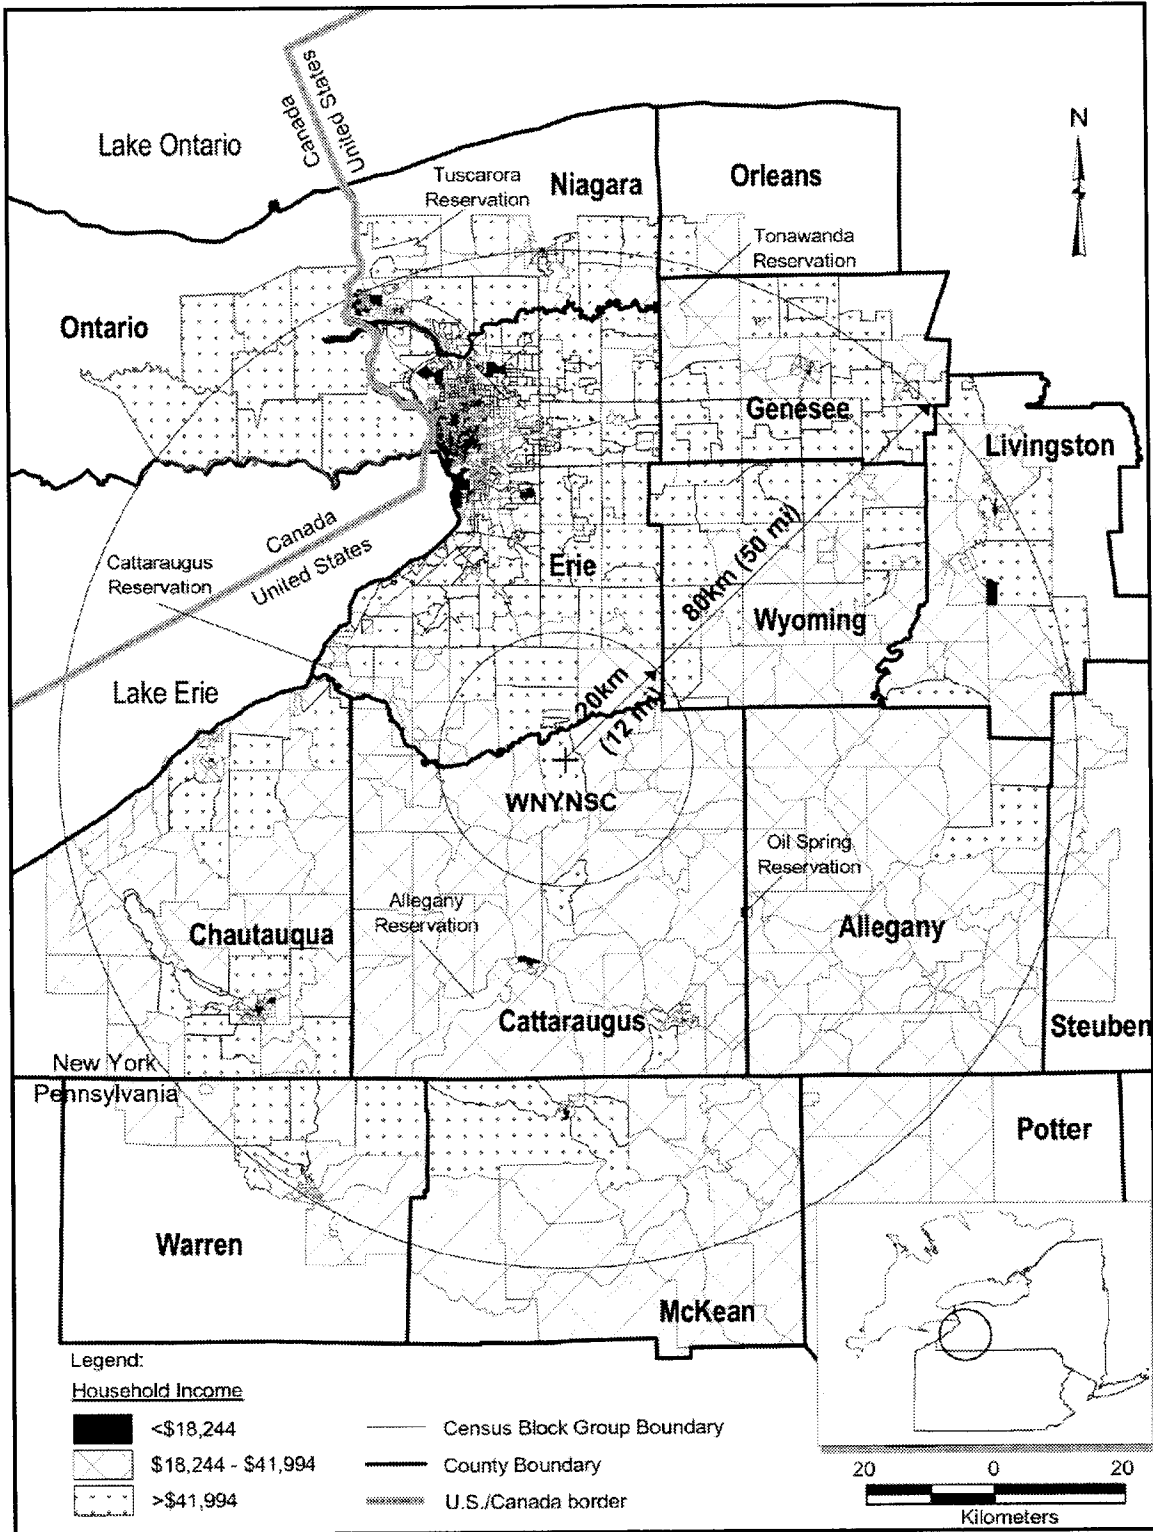 Canada
United States
N
Lake Ontario
Tuscarora
Reservation
Niagara
Orleans
Tonawanda
Reservation
Ontario
Genesee
Livingston
Canada
United States
Cattaraugus
Reservation
Erie
80km (50 mi)
Wyoming
Lake Erie
20km
(12 mi)
WNYNSC
Oil Spring
Reservation
Allegany
Reservation
Chautauqua
Allegany
Cattaraugus
Steuben
New York
Pennsylvania
Potter
Warren
McKean
Legend:
Household Income
<$18,244
$18,244 - $41,994
>$41,994
Census Block Group Boundary
County Boundary
U.S./Canada border
20 0 20
Kilometers